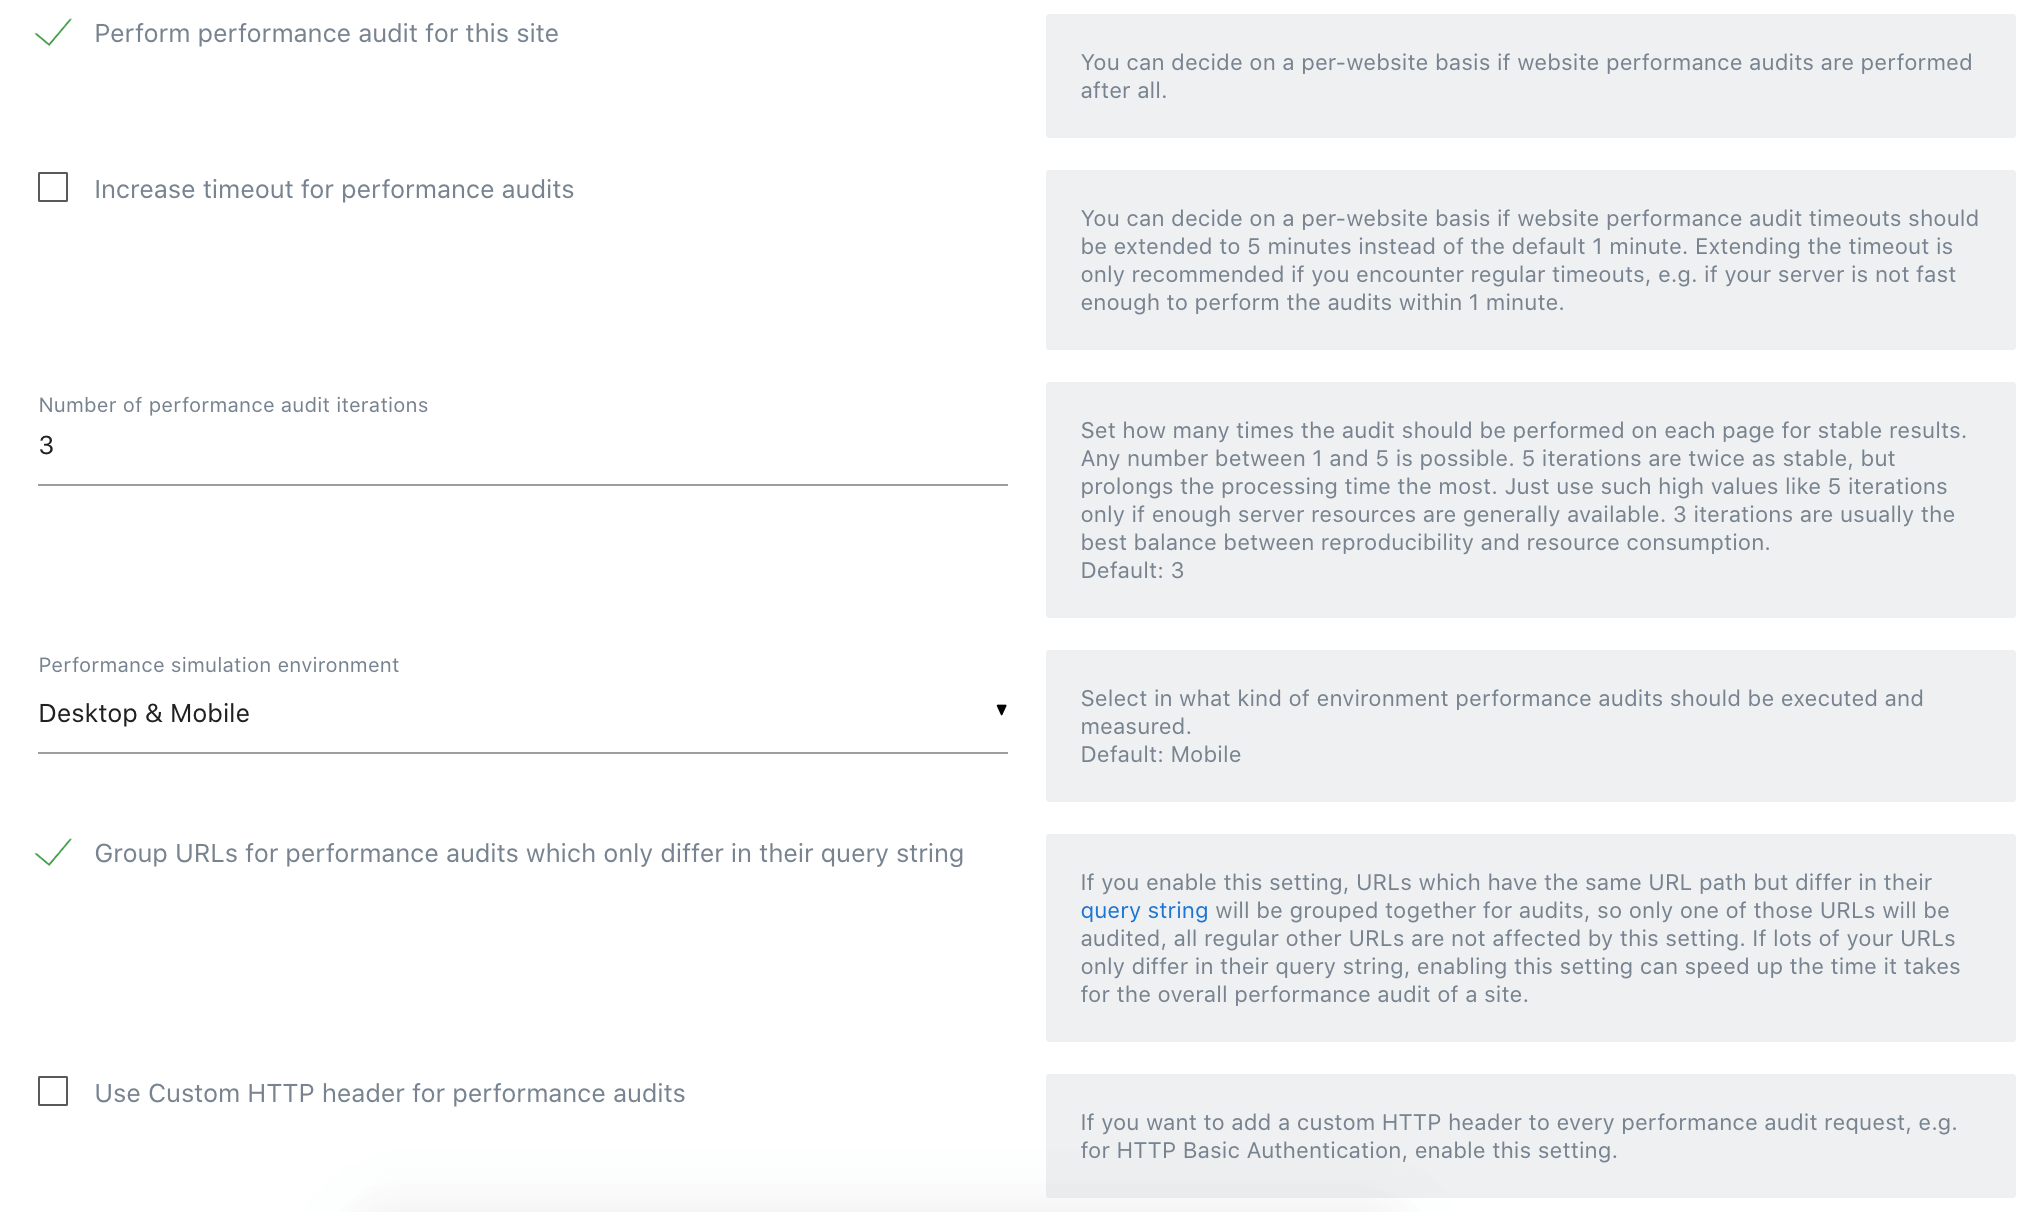 Perform performance audit for this site
You can decide on a per-website basis if website performance audits are performed
after all.
Increase timeout for performance audits
You can decide on a per-website basis if website performance audit timeouts should
be extended to 5 minutes instead of the default 1 minute. Extending the timeout is
only recommended if you encounter regular timeouts, e.g. if your server is not fast
enough to perform the audits within 1 minute.
Number of performance audit iterations
3
Set how many times the audit should be performed on each page for stable results.
Any number between 1 and 5 is possible. 5 iterations are twice as stable, but
prolongs the processing time the most. Just use such high values like 5 iterations
only if enough server resources are generally available. 3 iterations are usually the
best balance between reproducibility and resource consumption.
Default: 3
Performance simulation environment
Desktop & Mobile
Select in what kind of environment performance audits should be executed and
measured.
Default: Mobile
Group URLs for performance audits which only differ in their query string
If you enable this setting, URLs which have the same URL path but differ in their
query string will be grouped together for audits, so only one of those URLs will be
audited, all regular other URLs are not affected by this setting. If lots of your URLs
only differ in their query string, enabling this setting can speed up the time it takes
for the overall performance audit of a site.
Use Custom HTTP header for performance audits
If you want to add a custom HTTP header to every performance audit request, e.g.
for HTTP Basic Authentication, enable this setting.